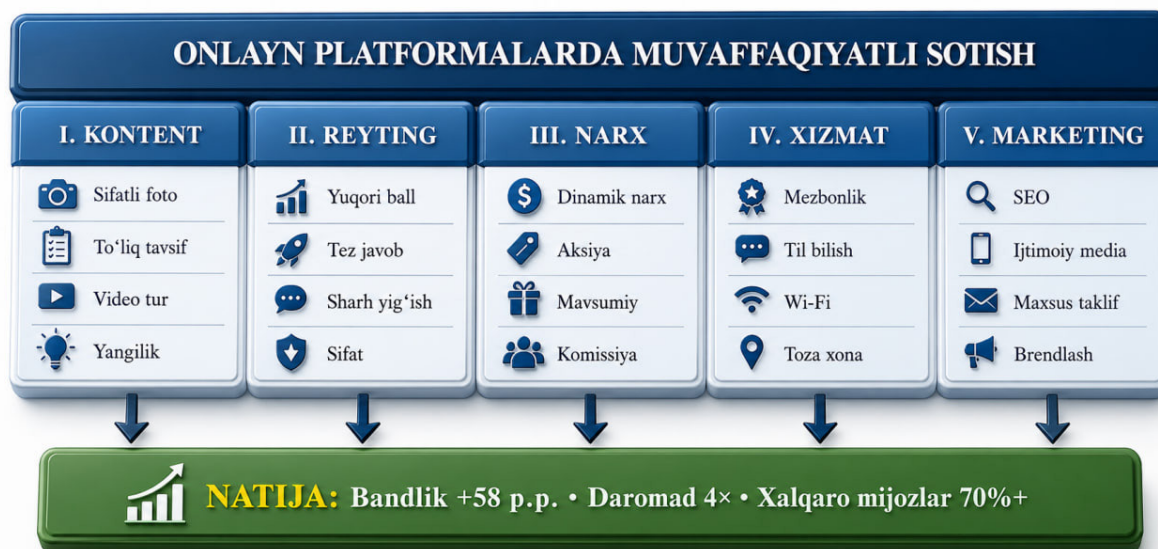 ONLAYN PLATFORMALARDA MUVAFFAQIYATLI SOTISH
I. KONTENT
Sifatli foto
To‘liq tavsif
Video tur
Yangilik
II. REYTING
Yuqori ball
Tez javob
Sharh yig‘ish
Sifat
III. NARX
Dinamik narx
Aksiya
Mavsumiy
Komissiya
IV. XIZMAT
Mezbonlik
Til bilish
Wi-Fi
Toza xona
V. MARKETING
SEO
Ijtimoiy media
Maxsus taklif
Brendlash
NATIJA: Bandlik +58 p.p. • Daromad 4× • Xalqaro mijozlar 70%+